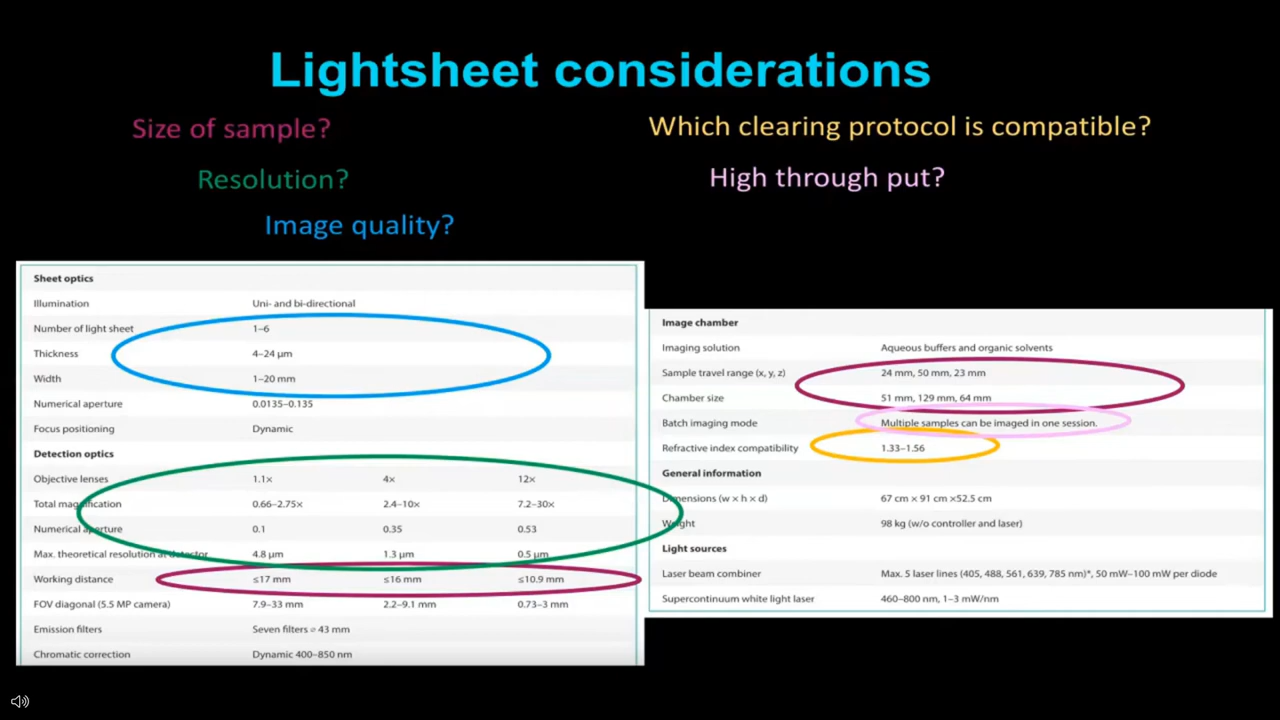 Lightsheet considerations
Size of sample?
Resolution?
Image quality?
Which clearing protocol is compatible?
High through put?
Sheet optics
Illumination Uni- and bi-directional
Number of light sheet 1–6
Thickness 4–24 µm
Width 1–20 mm
Numerical aperture 0.0135–0.135
Focus positioning Dynamic
Detection optics
Objective lenses 1.1× 4× 12×
Total magnification 0.66–2.75× 2.4–10× 7.2–30×
Numerical aperture 0.1 0.35 0.53
Max. theoretical resolution at detector 4.8 µm 1.3 µm 0.5 µm
Working distance ≤17 mm ≤16 mm ≤10.9 mm
FOV diagonal (5.5 MP camera) 7.9–33 mm 2.2–9.1 mm 0.73–3 mm
Emission filters Seven filters ⌀ 43 mm
Chromatic correction Dynamic 400–850 nm
Image chamber
Imaging solution Aqueous buffers and organic solvents
Sample travel range (x, y, z) 24 mm, 50 mm, 23 mm
Chamber size 51 mm, 129 mm, 64 mm
Batch imaging mode Multiple samples can be imaged in one session.
Refractive index compatibility 1.33–1.56
General information
Dimensions (w × h × d) 67 cm × 91 cm ×52.5 cm
Weight 98 kg (w/o controller and laser)
Light sources
Laser beam combiner Max. 5 laser lines (405, 488, 561, 639, 785 nm)*, 50 mW–100 mW per diode
Supercontinuum white light laser 460–800 nm, 1–3 mW/nm